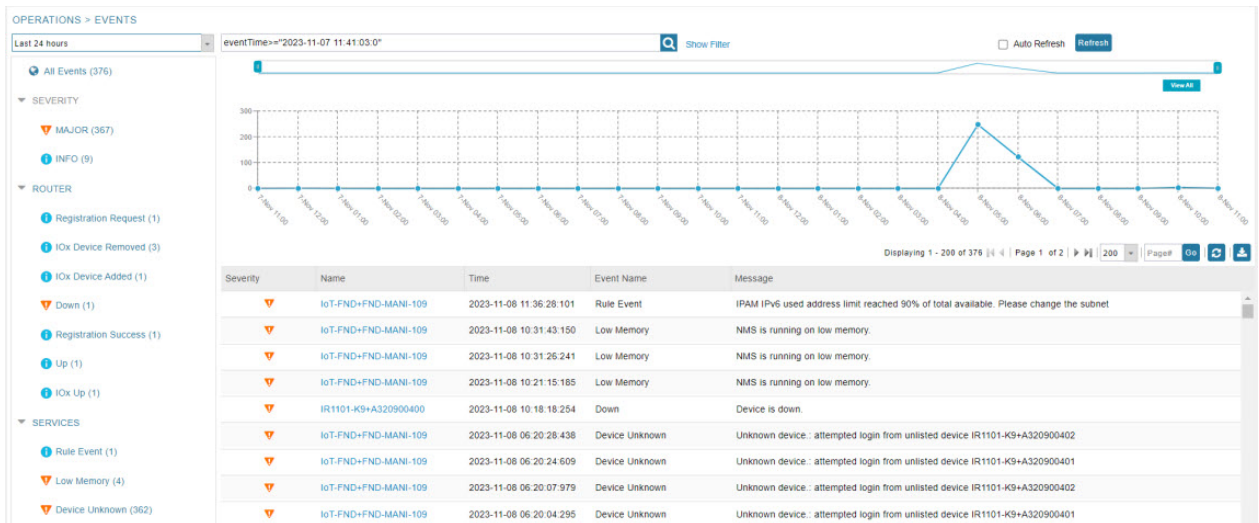 OPERATIONS > EVENTS
Last 24 hours
eventTime>="2023-11-07 11:41:03:0"
Show Filter
Auto Refresh
Refresh
All Events (376)
SEVERITY
MAJOR (367)
INFO (9)
ROUTER
Registration Request (1)
IOx Device Removed (3)
IOx Device Added (1)
Down (1)
Registration Success (1)
Up (1)
IOx Up (1)
SERVICES
Rule Event (1)
Low Memory (4)
Device Unknown (362)
View All
300
200
100
0
7-Nov 11:00
7-Nov 12:00
7-Nov 01:00
7-Nov 02:00
7-Nov 03:00
7-Nov 04:00
7-Nov 05:00
7-Nov 06:00
7-Nov 07:00
7-Nov 08:00
7-Nov 09:00
7-Nov 10:00
7-Nov 11:00
8-Nov 12:00
8-Nov 01:00
8-Nov 02:00
8-Nov 03:00
8-Nov 04:00
8-Nov 05:00
8-Nov 06:00
8-Nov 07:00
8-Nov 08:00
8-Nov 09:00
8-Nov 10:00
8-Nov 11:00
Displaying 1 - 200 of 376 Page 1 of 2 200 Page# Go
Severity Name Time Event Name Message
IoT-FND+FND-MANI-109 2023-11-08 11:36:28:101 Rule Event IPAM IPv6 used address limit reached 90% of total available. Please change the subnet
IoT-FND+FND-MANI-109 2023-11-08 10:31:43:150 Low Memory NMS is running on low memory.
IoT-FND+FND-MANI-109 2023-11-08 10:31:26:241 Low Memory NMS is running on low memory.
IoT-FND+FND-MANI-109 2023-11-08 10:21:15:185 Low Memory NMS is running on low memory.
IR1101-K9+A320900400 2023-11-08 10:18:18:254 Down Device is down.
IoT-FND+FND-MANI-109 2023-11-08 06:20:28:438 Device Unknown Unknown device.: attempted login from unlisted device IR1101-K9+A320900402
IoT-FND+FND-MANI-109 2023-11-08 06:20:24:609 Device Unknown Unknown device.: attempted login from unlisted device IR1101-K9+A320900401
IoT-FND+FND-MANI-109 2023-11-08 06:20:07:979 Device Unknown Unknown device.: attempted login from unlisted device IR1101-K9+A320900402
IoT-FND+FND-MANI-109 2023-11-08 06:20:04:295 Device Unknown Unknown device.: attempted login from unlisted device IR1101-K9+A320900401